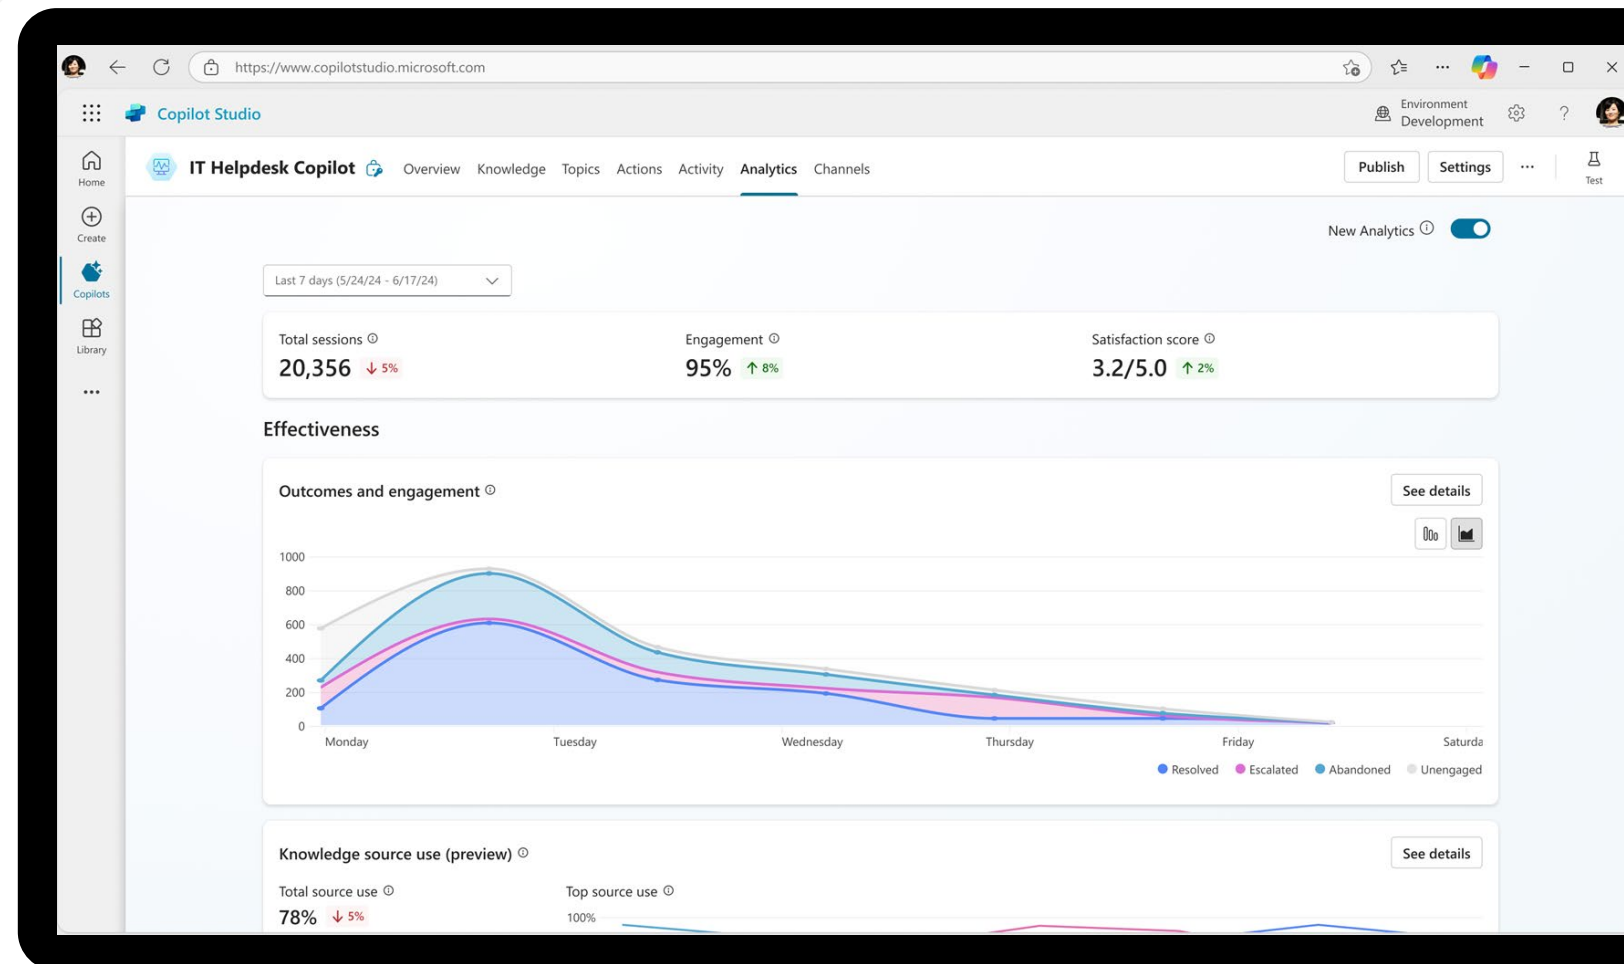 https://www.copilotstudio.microsoft.com
Copilot Studio
Environment
Development
Home
IT Helpdesk Copilot
Overview Knowledge Topics Actions Activity Analytics Channels
Publish Settings
Test
Create
New Analytics
Copilots
Last 7 days (5/24/24 - 6/17/24)
Library
Total sessions Engagement Satisfaction score
20,356 5% 95% 8% 3.2/5.0 2%
Effectiveness
Outcomes and engagement
See details
1000
800
600
400
200
0
Monday Tuesday Wednesday Thursday Friday Saturda
Resolved Escalated Abandoned Unengaged
Knowledge source use (preview)
See details
Total source use Top source use
78% 5% 100%